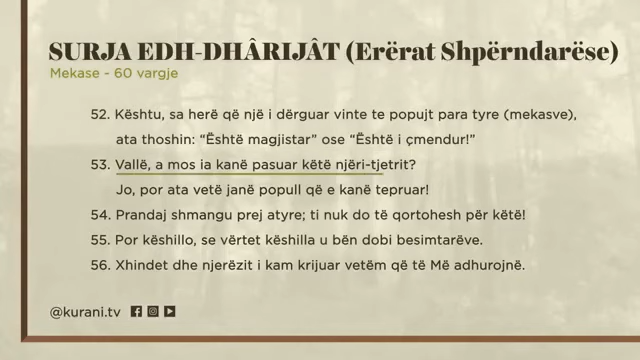 SURJA EDH-DHÂRIJÂT (Erërat Shpërndarëse)
Mekase - 60 vargje
52. Kështu, sa herë që një i dërguar vinte te popujt para tyre (mekasve),
ata thoshin: “Është magjistar” ose “Është i çmendur!”
53. Vallë, a mos ia kanë pasuar këtë njëri-tjetrit?
Jo, por ata vetë janë popull që e kanë tepruar!
54. Prandaj shmangu prej atyre; ti nuk do të qortohesh për këtë!
55. Por këshillo, se vërtet këshilla u bën dobi besimtarëve.
56. Xhindet dhe njerëzit i kam krijuar vetëm që të Më adhurojnë.
@kurani.tv